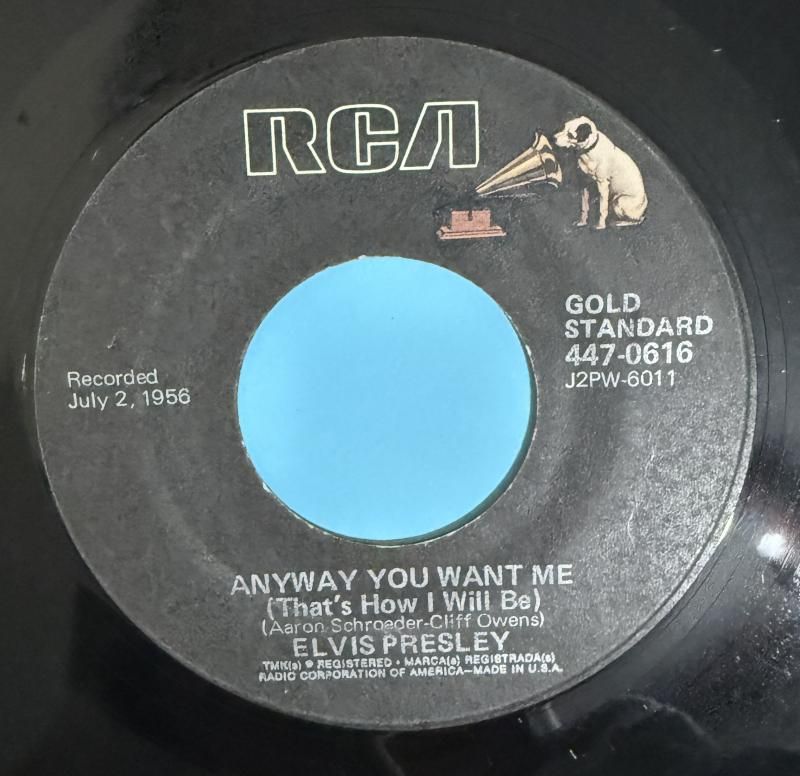 RCA
GOLD
STANDARD
447-0616
J2PW-6011
Recorded
July 2, 1956
ANYWAY YOU WANT ME
(That's How I Will Be)
(Aaron Schroeder-Cliff Owens)
ELVIS PRESLEY
TMK(s) ® REGISTERED • MARCA(s) REGISTRADA(s)
RADIO CORPORATION OF AMERICA—MADE IN U.S.A.